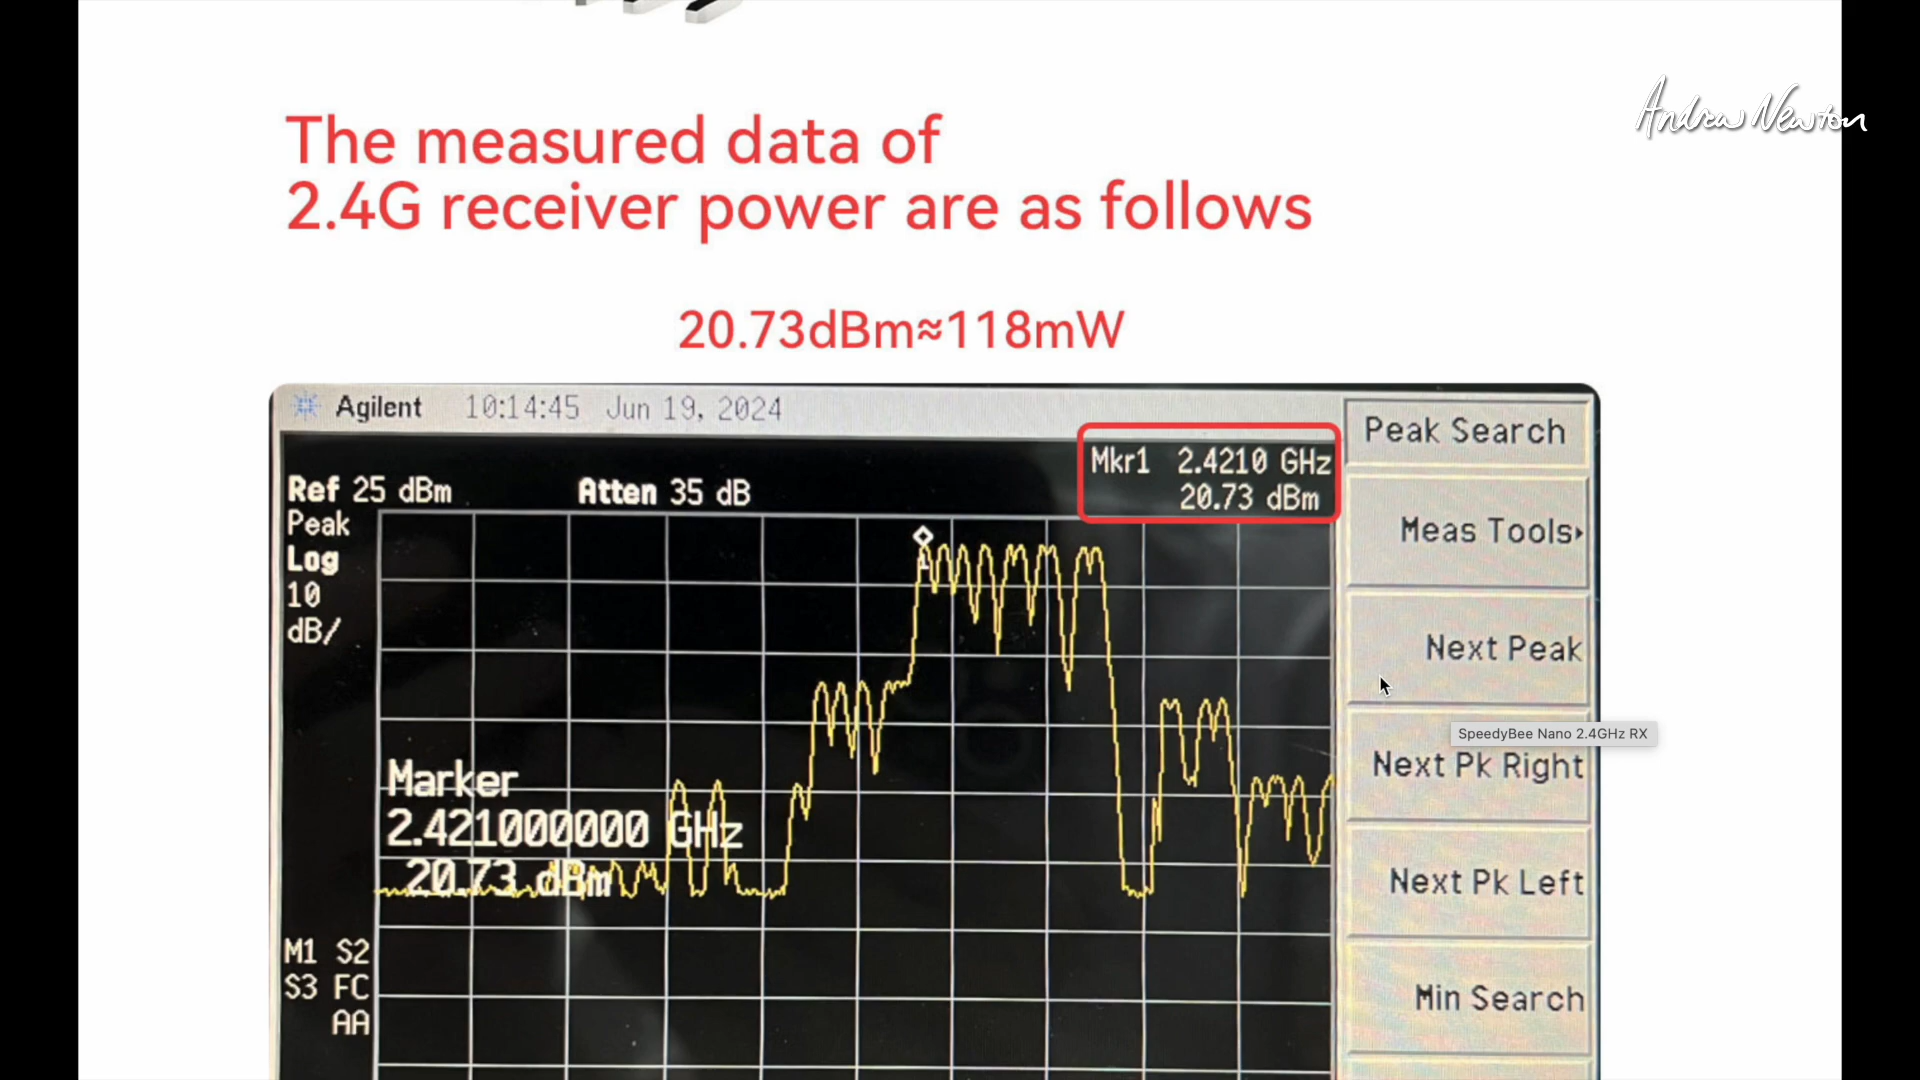 Andrew Newton
The measured data of
2.4G receiver power are as follows
20.73dBm≈118mW
Agilent 10:14:45 Jun 19, 2024
Peak Search
Mkr1 2.4210 GHz
20.73 dBm
Ref 25 dBm Atten 35 dB
Peak
Log
10
dB/
1
Meas Tools
Next Peak
SpeedyBee Nano 2.4GHz RX
Next Pk Right
Marker
2.421000000 GHz
20.73 dBm
Next Pk Left
M1 S2
S3 FC
AA
Min Search